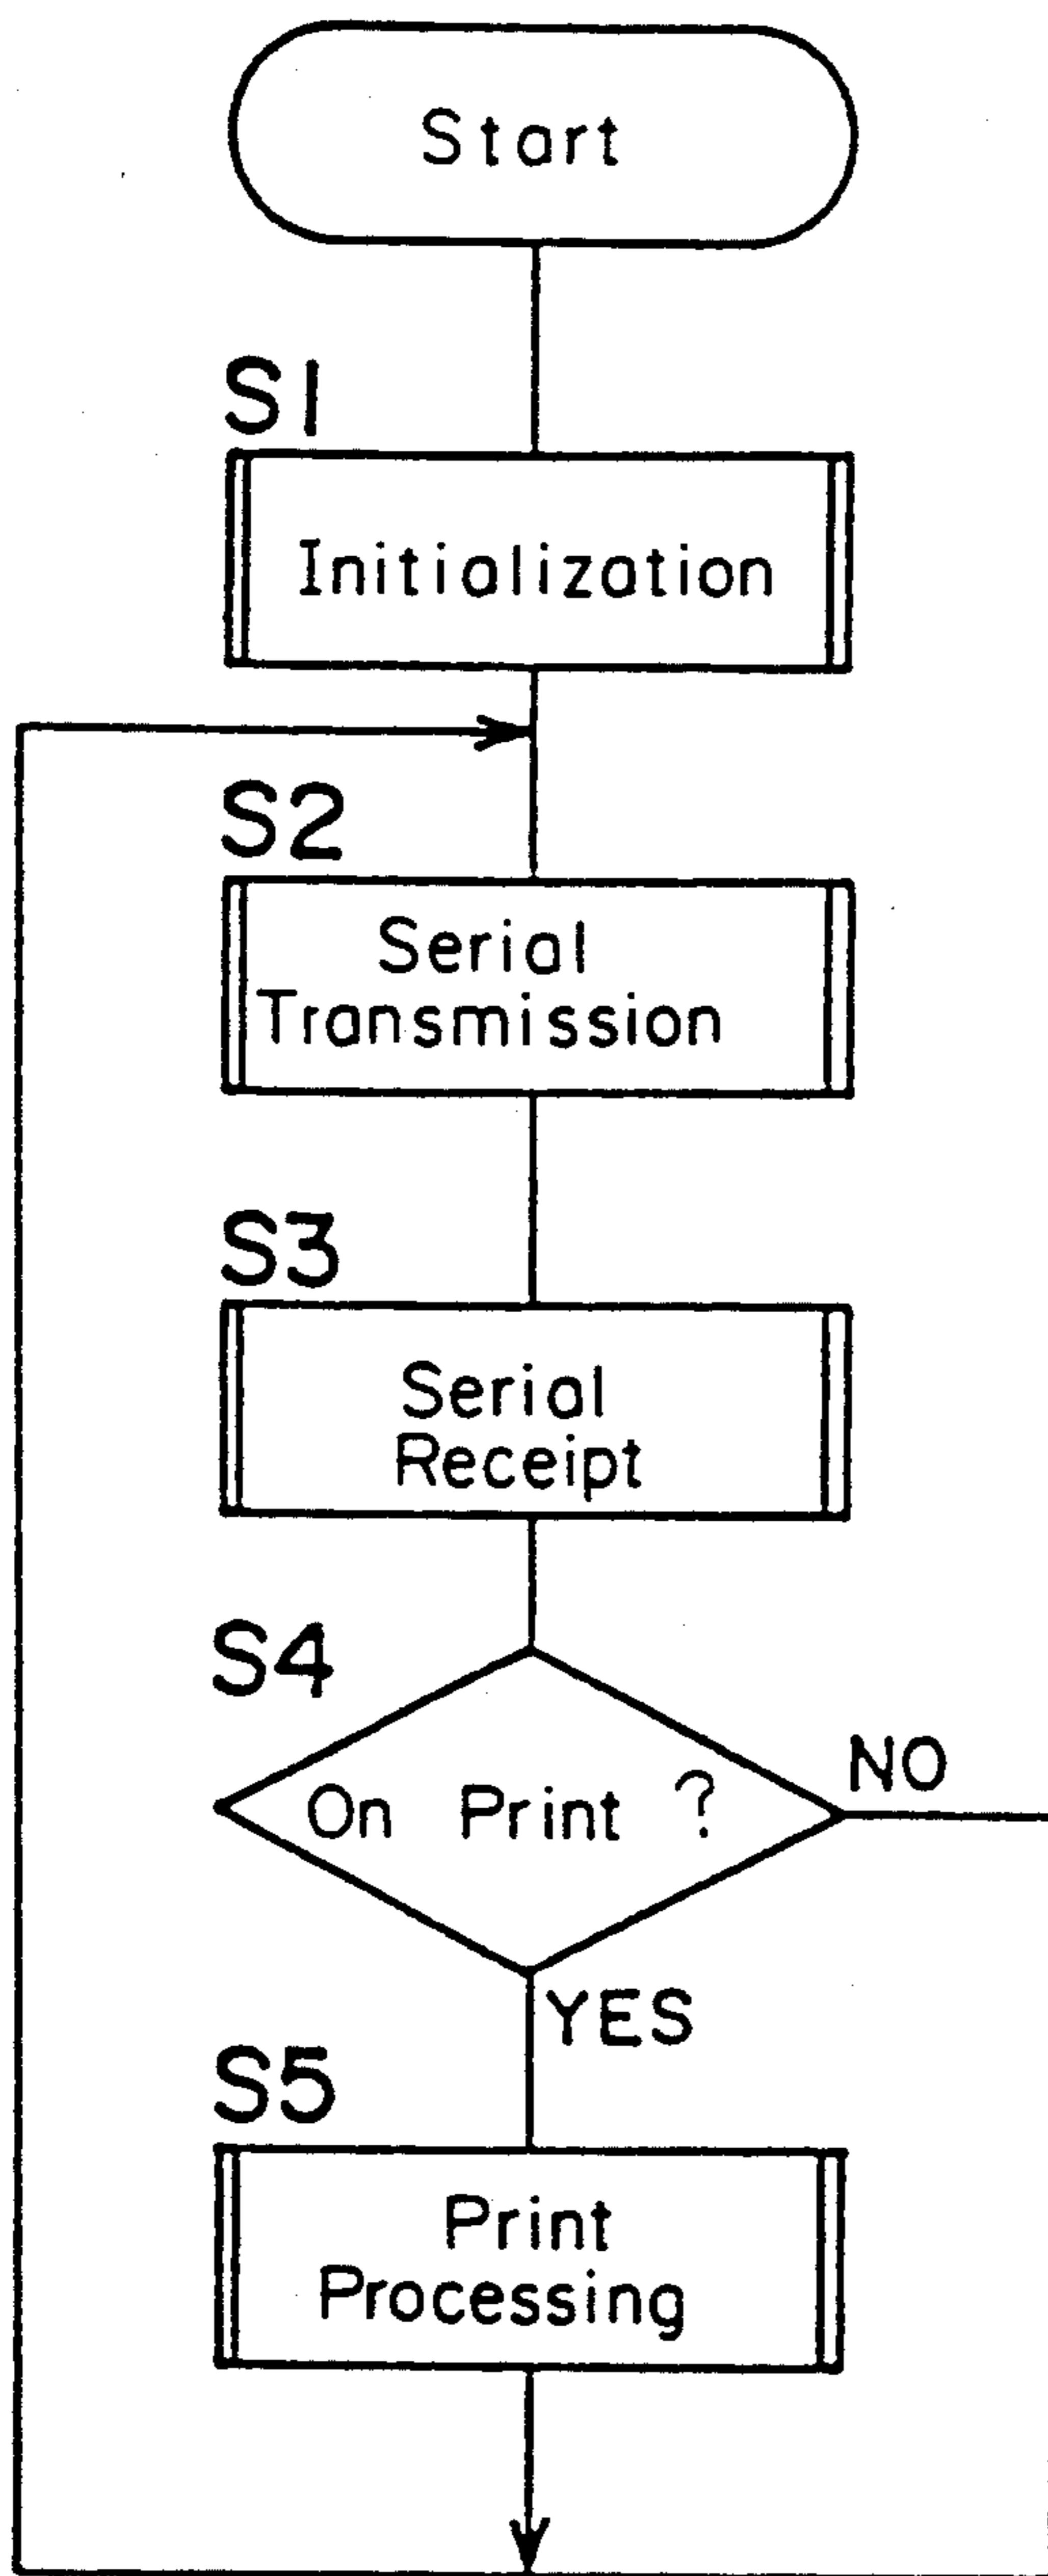 Start
S1
Initialization
S2
Serial
Transmission
S3
Serial
Receipt
S4
On Print ?
NO
YES
S5
Print
Processing